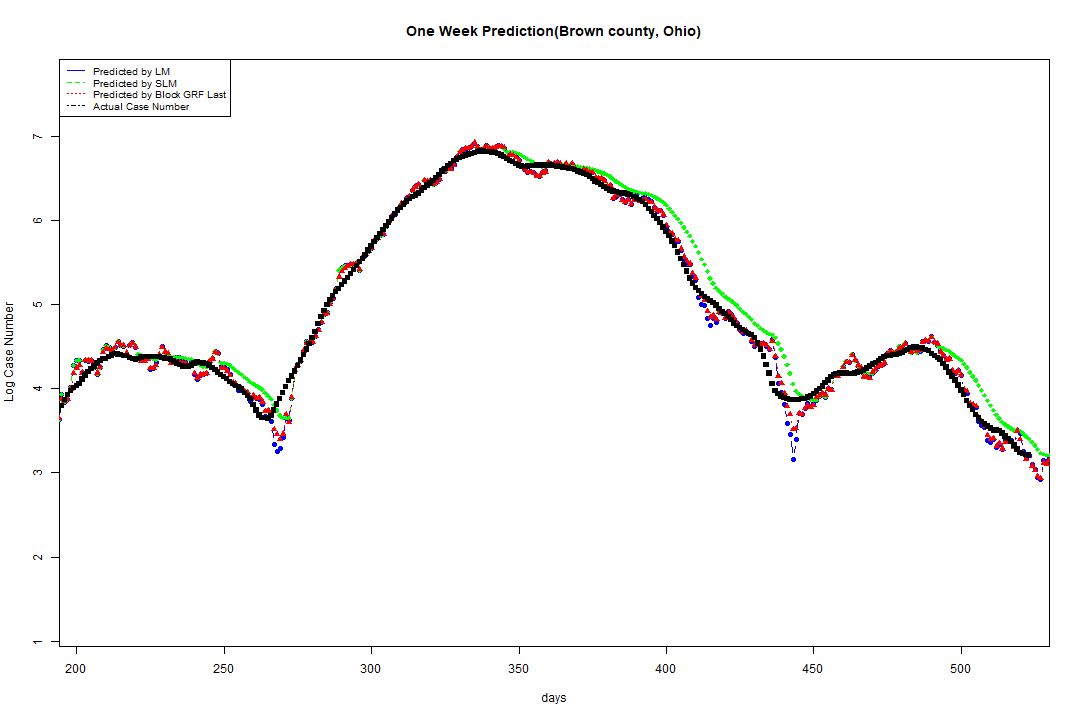 One Week Prediction(Brown county, Ohio)
Predicted by LM
Predicted by SLM
Predicted by Block GRF Last
Actual Case Number
7
6
5
4
3
2
1
Log Case Number
200 250 300 350 400 450 500
days